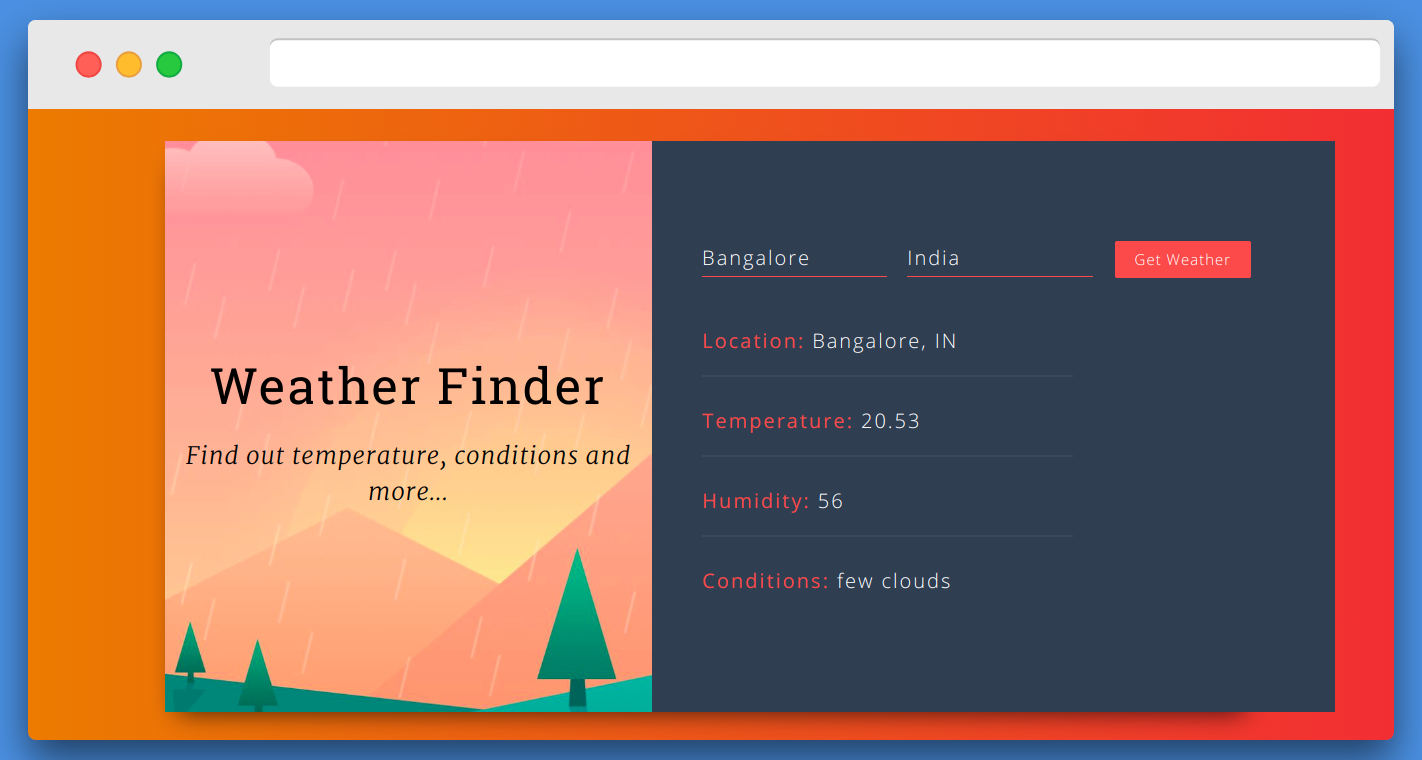 Weather Finder
Find out temperature, conditions and
more...
Bangalore India Get Weather
Location: Bangalore, IN
Temperature: 20.53
Humidity: 56
Conditions: few clouds